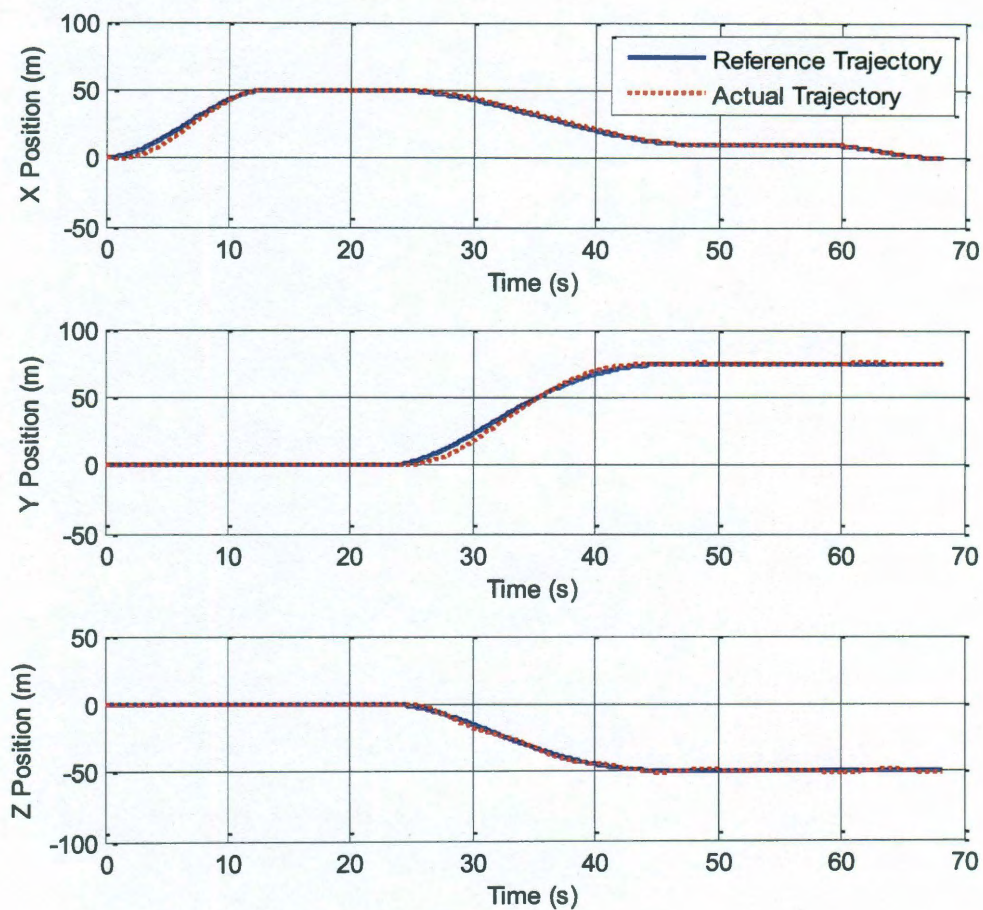 100
50
0
-50
X Position (m)
Reference Trajectory
Actual Trajectory
0 10 20 30 40 50 60 70
Time (s)
100
50
0
-50
Y Position (m)
0 10 20 30 40 50 60 70
Time (s)
50
0
-50
-100
Z Position (m)
0 10 20 30 40 50 60 70
Time (s)